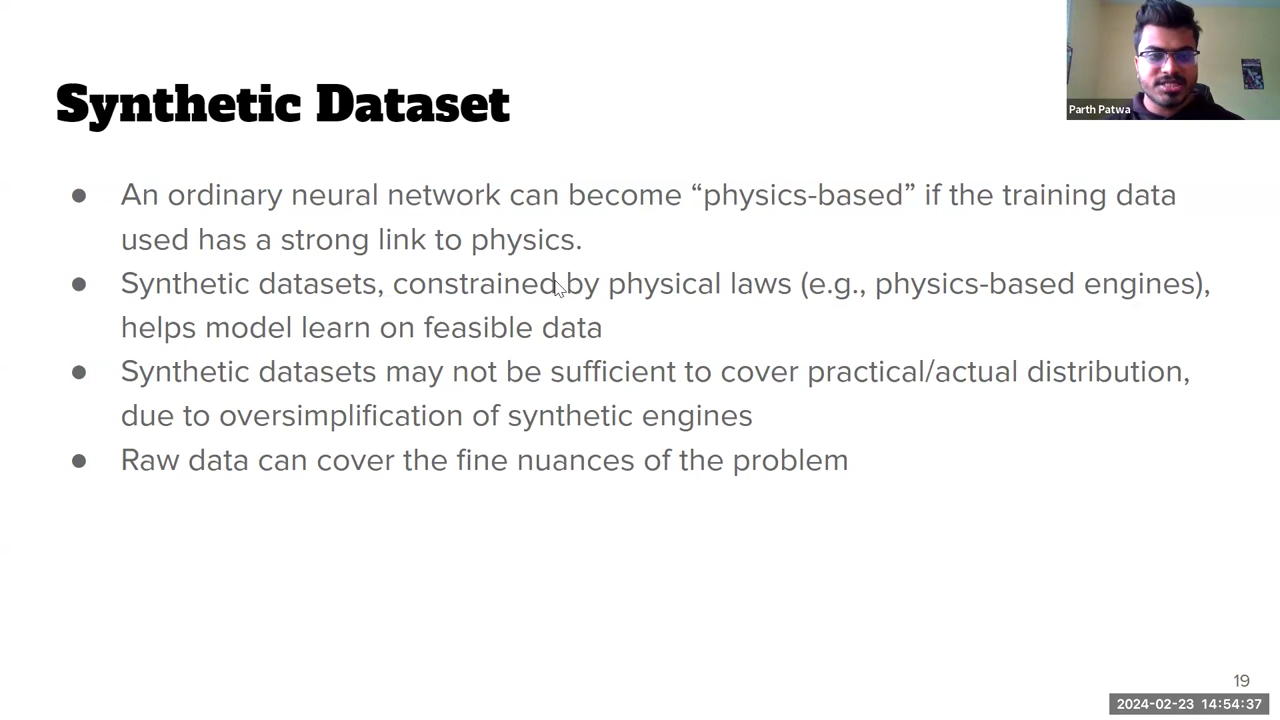 Synthetic Dataset
Parth Patwa
● An ordinary neural network can become “physics-based” if the training data
used has a strong link to physics.
● Synthetic datasets, constrained by physical laws (e.g., physics-based engines),
helps model learn on feasible data
● Synthetic datasets may not be sufficient to cover practical/actual distribution,
due to oversimplification of synthetic engines
● Raw data can cover the fine nuances of the problem
19
2024-02-23 14:54:37